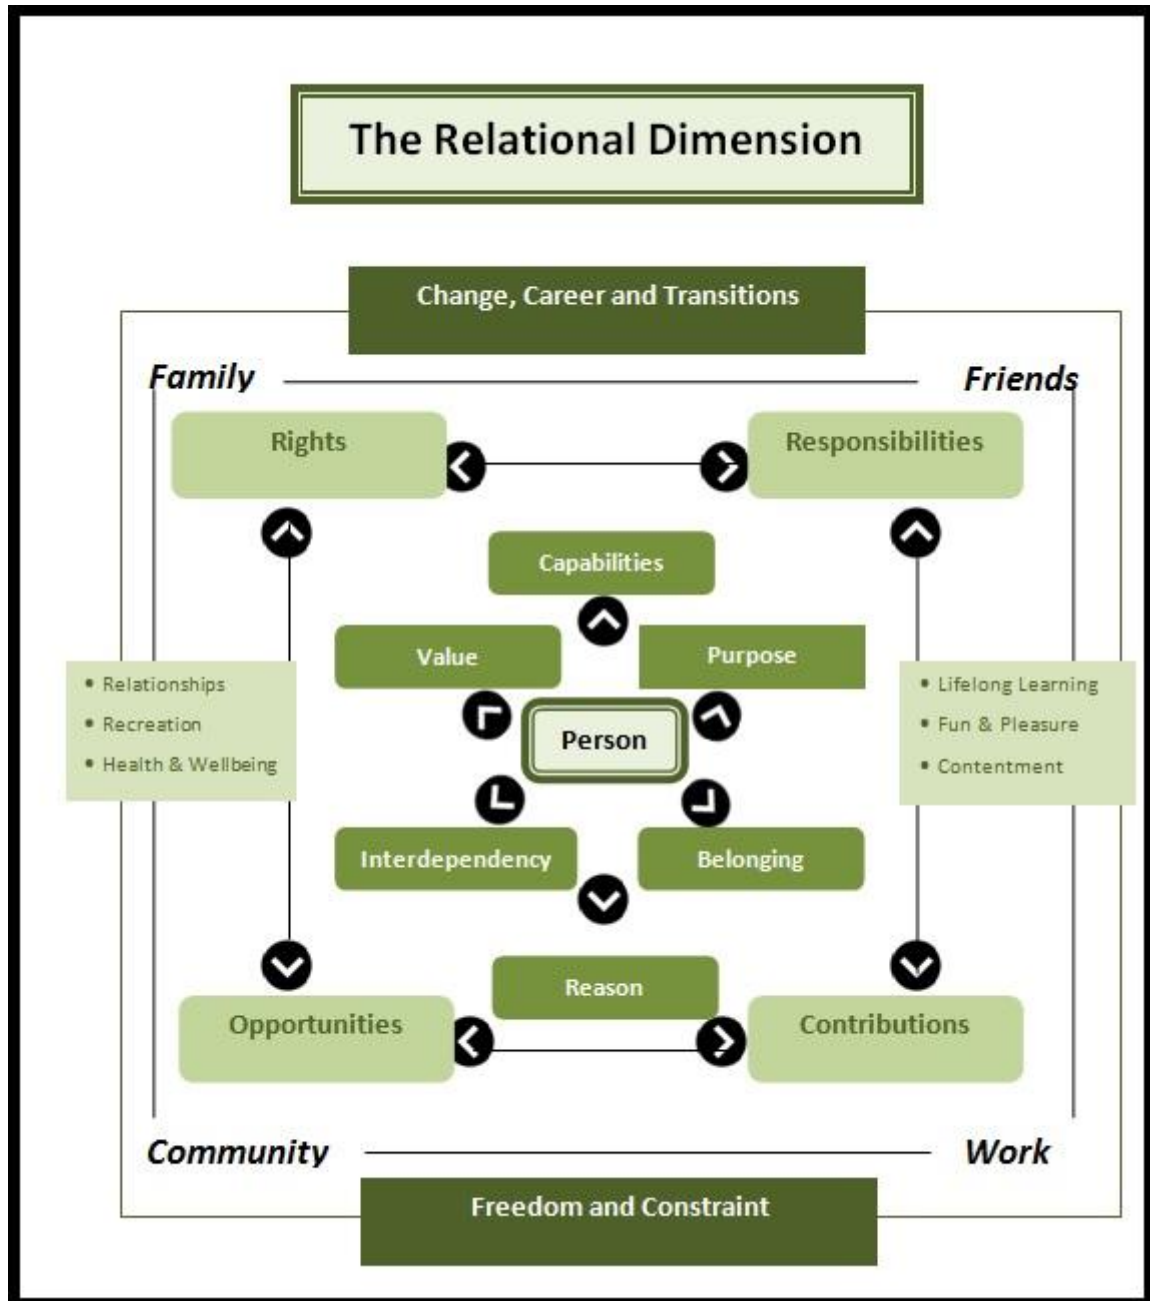 The Relational Dimension
Change, Career and Transitions
Family
Friends
Rights
Responsibilities
Capabilities
Value
Purpose
• Relationships
• Recreation
• Health & Wellbeing
Person
• Lifelong Learning
• Fun & Pleasure
• Contentment
Interdependency
Belonging
Reason
Opportunities
Contributions
Community
Work
Freedom and Constraint